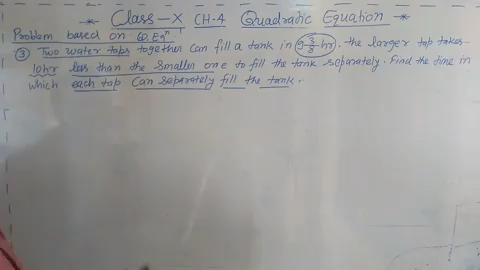 Class-X CH-4 Quadratic Equation
Problem based on Q.Eqⁿ
③ Two water taps together can fill a tank in 9 3/8 hr. the larger tap takes
10hr less than the smaller one to fill the tank separately. Find the time in
which each tap can separately fill the tank.